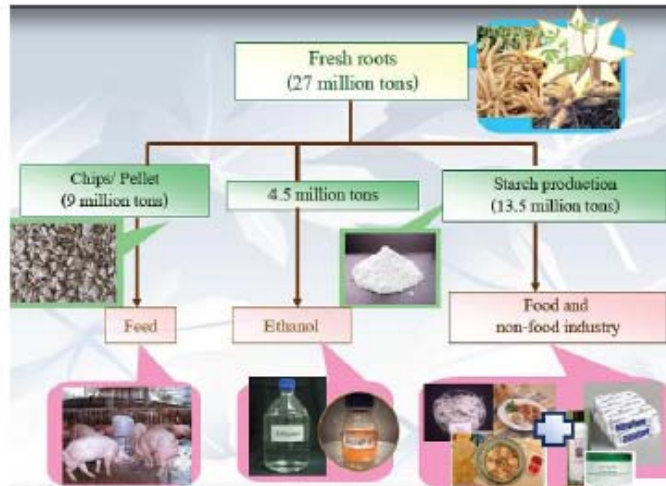 Fresh roots
(27 million tons)
Chips/ Pellet
(9 million tons)
4.5 million tons
Starch production
(13.5 million tons)
Feed
Ethanol
Food and
non-food industry